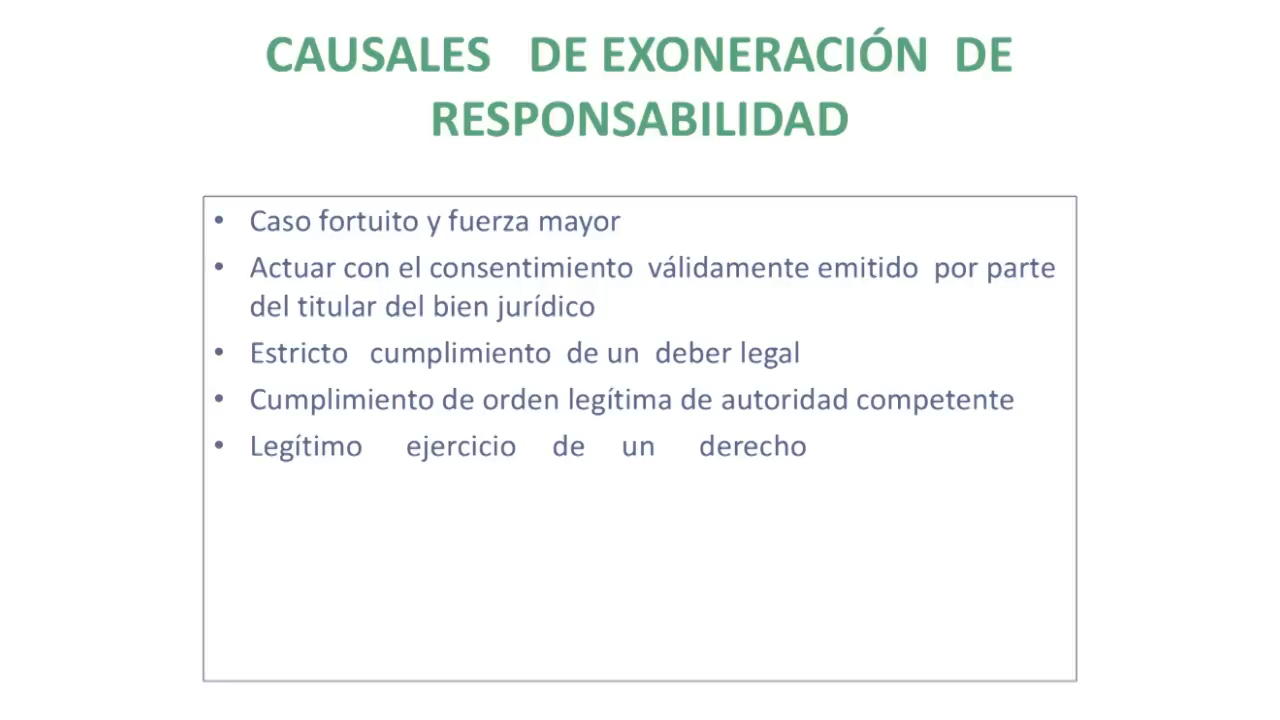 CAUSALES DE EXONERACIÓN DE
RESPONSABILIDAD
• Caso fortuito y fuerza mayor
• Actuar con el consentimiento válidamente emitido por parte
del titular del bien jurídico
• Estricto cumplimiento de un deber legal
• Cumplimiento de orden legítima de autoridad competente
• Legítimo ejercicio de un derecho